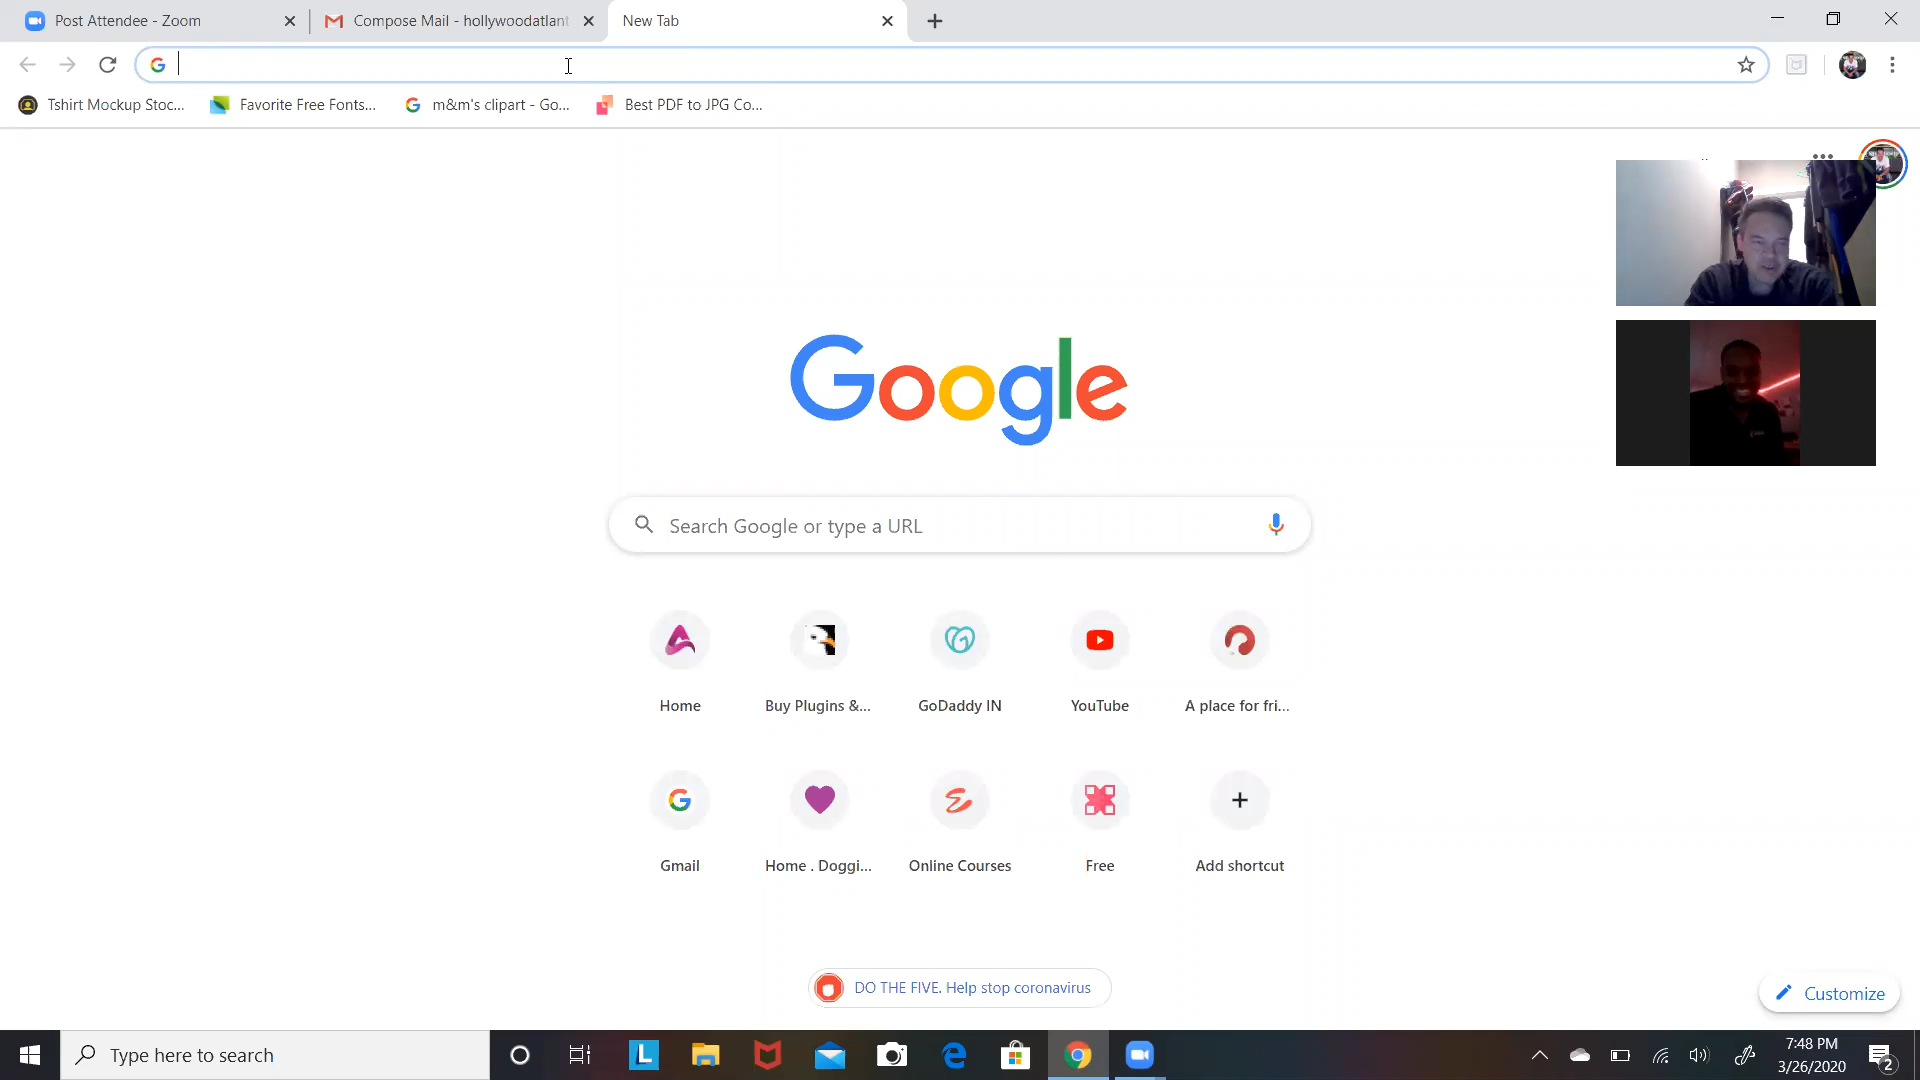 Post Attendee - Zoom
Compose Mail - hollywoodatlant
New Tab
Tshirt Mockup Stoc...
Favorite Free Fonts...
m&m's clipart - Go...
Best PDF to JPG Co...
Google
Search Google or type a URL
Home
Buy Plugins &...
GoDaddy IN
YouTube
A place for fri...
Gmail
Home . Doggi...
Online Courses
Free
Add shortcut
DO THE FIVE. Help stop coronavirus
Customize
Type here to search
7:48 PM
3/26/2020
2